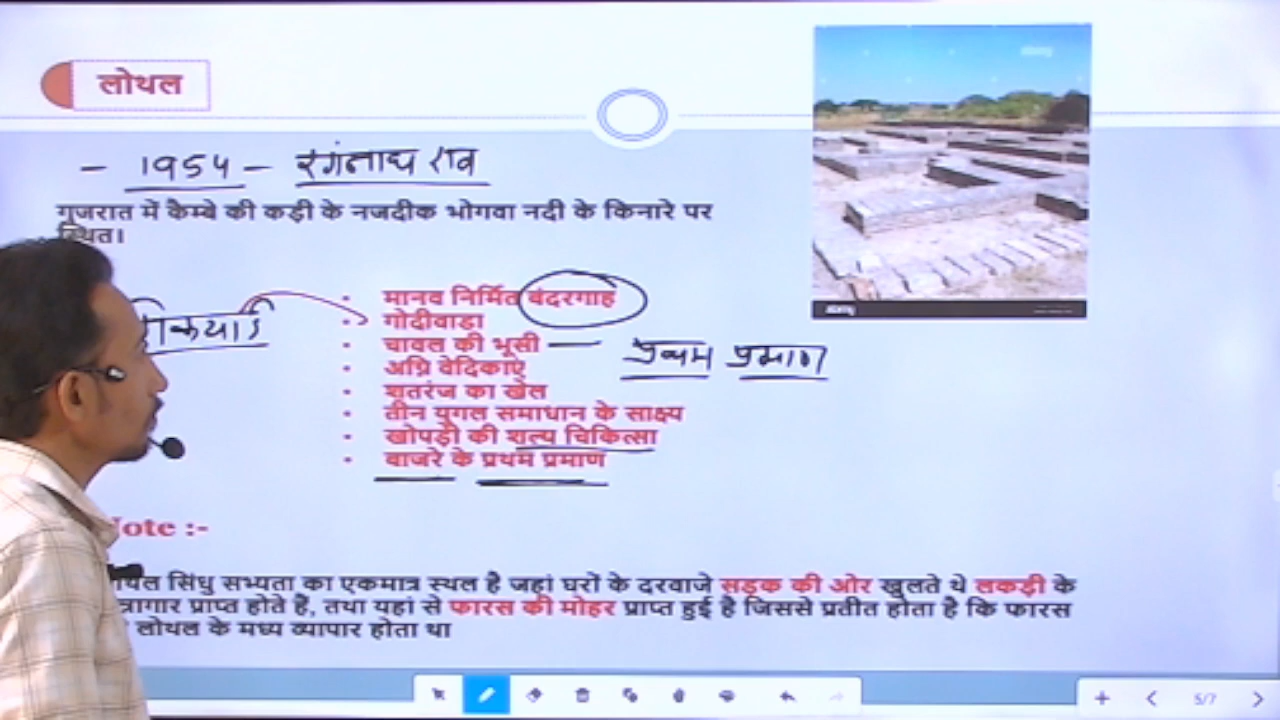 लोथल
- 1954 - रंगनाथ राव
गुजरात में कैम्बे की कड़ी के नजदीक भोगवा नदी के किनारे पर
स्थित।
• मानव निर्मित बंदरगाह
• गोदीवाडा
• चावल की भूसी — प्रथम प्रमाण
• अग्नि वेदिकाएं
• शतरंज का खेल
• तीन युगल समाधान के साक्ष्य
• खोपड़ी की शल्य चिकित्सा
• बाजरे के प्रथम प्रमाण
Note :-
सिंधु सभ्यता का एकमात्र स्थल है जहां घरों के दरवाजे सड़क की ओर खुलते थे लकड़ी के
प्राप्त होते हैं, तथा यहां से फारस की मोहर प्राप्त हुई है जिससे प्रतीत होता है कि फारस
लोथल के मध्य व्यापार होता था
5/7